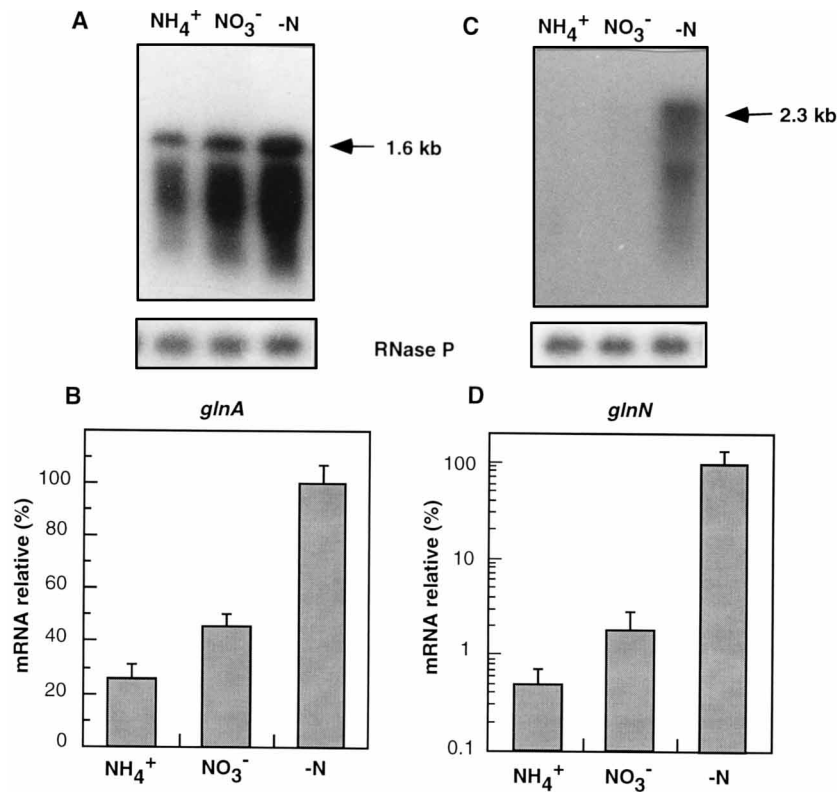 A
NH₄⁺ NO₃⁻ -N
1.6 kb
C
NH₄⁺ NO₃⁻ -N
2.3 kb
RNase P
B
glnA
mRNA relative (%)
100
80
60
40
20
0
NH₄⁺ NO₃⁻ -N
D
glnN
mRNA relative (%)
100
10
1
0.1
NH₄⁺ NO₃⁻ -N